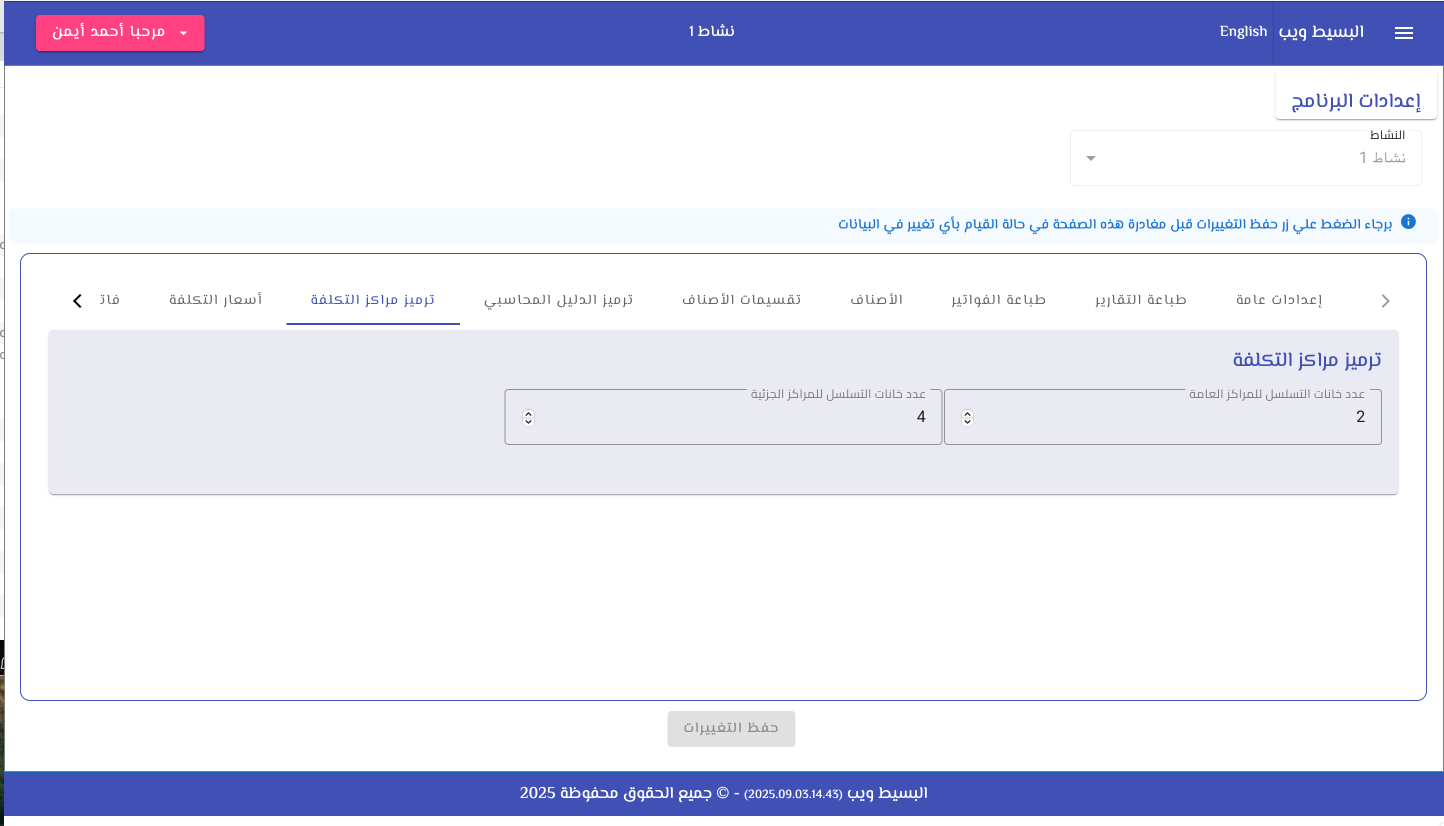 البسيط ويب English
نشاط 1
مرحبا أحمد أيمن
إعدادات البرنامج
النشاط
نشاط 1
برجاء الضغط علي زر حفظ التغييرات قبل مغادرة هذه الصفحة في حالة القيام بأي تغيير في البيانات
إعدادات عامة طباعة التقارير طباعة الفواتير الأصناف تقسيمات الأصناف ترميز الدليل المحاسبي ترميز مراكز التكلفة أسعار التكلفة فات
ترميز مراكز التكلفة
عدد خانات التسلسل للمراكز العامة
2
عدد خانات التسلسل للمراكز الجزئية
4
حفظ التغييرات
البسيط ويب (2025.09.03.14.43) - © جميع الحقوق محفوظة 2025